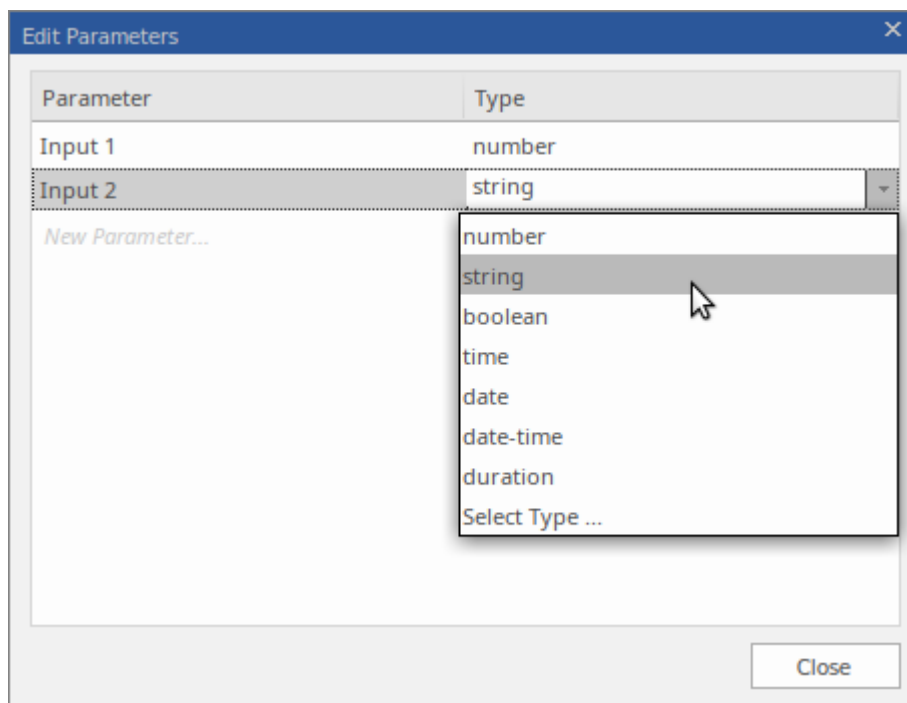 Edit Parameters
Parameter Type
Input 1 number
Input 2 string
New Parameter...
number
string
boolean
time
date
date-time
duration
Select Type ...
Close